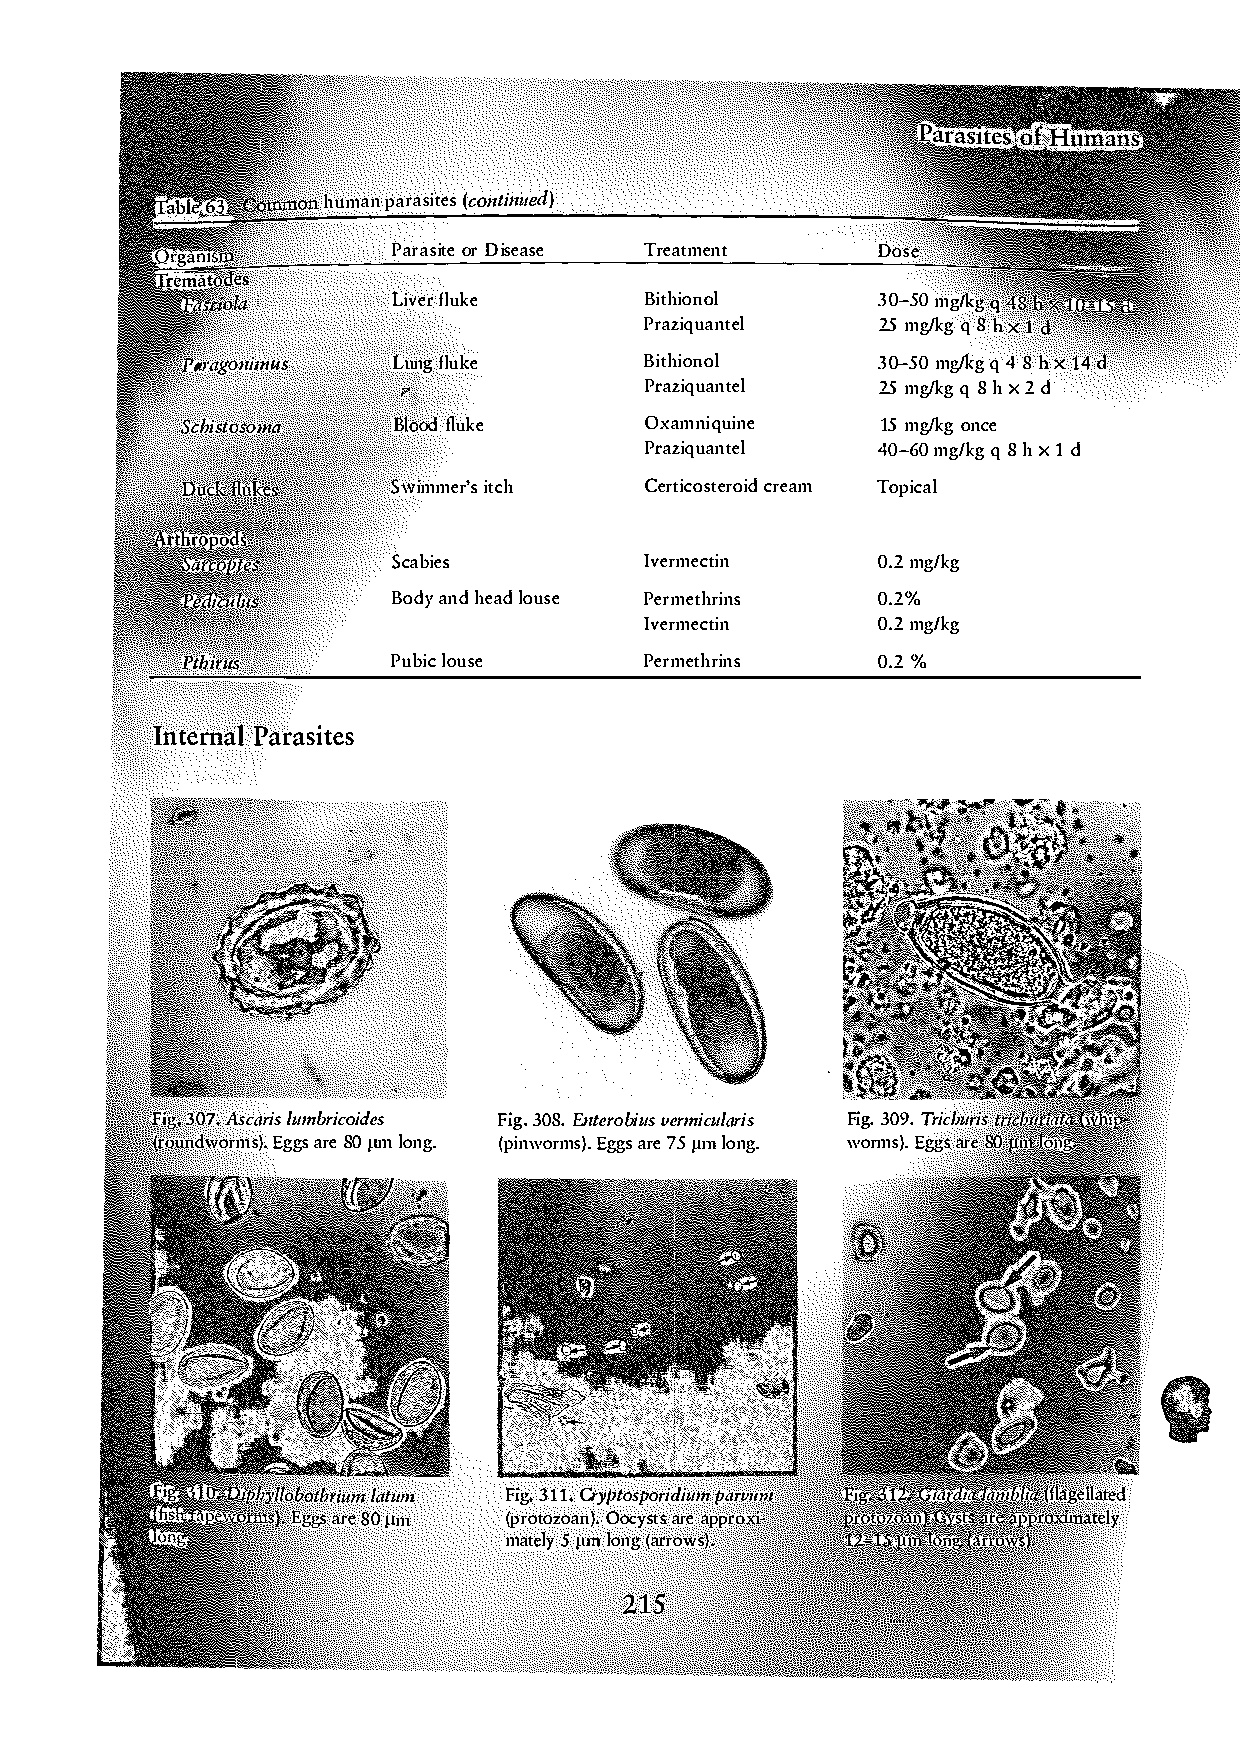 Parasites of Humans
Table 63. Common human parasites (continued)
Organism Parasite or Disease Treatment Dose
Trematodes
Fasciola Liver fluke Bithionol 30–50 mg/kg q 48 h × 10–15 d
Praziquantel 25 mg/kg q 8 h × 1 d
Paragonimus Lung fluke Bithionol 30–50 mg/kg q 4 8 h × 14 d
Praziquantel 25 mg/kg q 8 h × 2 d
Schistosoma Blood fluke Oxamniquine 15 mg/kg once
Praziquantel 40–60 mg/kg q 8 h × 1 d
Duck flukes Swimmer's itch Certicosteroid cream Topical
Arthropods
Sarcoptes Scabies Ivermectin 0.2 mg/kg
Pediculus Body and head louse Permethrins 0.2%
Ivermectin 0.2 mg/kg
Pthirus Pubic louse Permethrins 0.2 %
Internal Parasites
Fig. 307. Ascaris lumbricoides
(roundworms). Eggs are 80 µm long.
Fig. 308. Enterobius vermicularis
(pinworms). Eggs are 75 µm long.
Fig. 309. Trichuris trichiurata (whip-
worms). Eggs are 80 µm long.
Fig. 310. Diphyllobothrium latum
(fish tapeworms). Eggs are 80 µm
long.
Fig. 311. Cryptosporidium parvum
(protozoan). Oocysts are approxi-
mately 5 µm long (arrows).
Fig. 312. Giardia lamblia (flagellated
protozoan) Cysts are approximately
12–15 µm long (arrows).
215